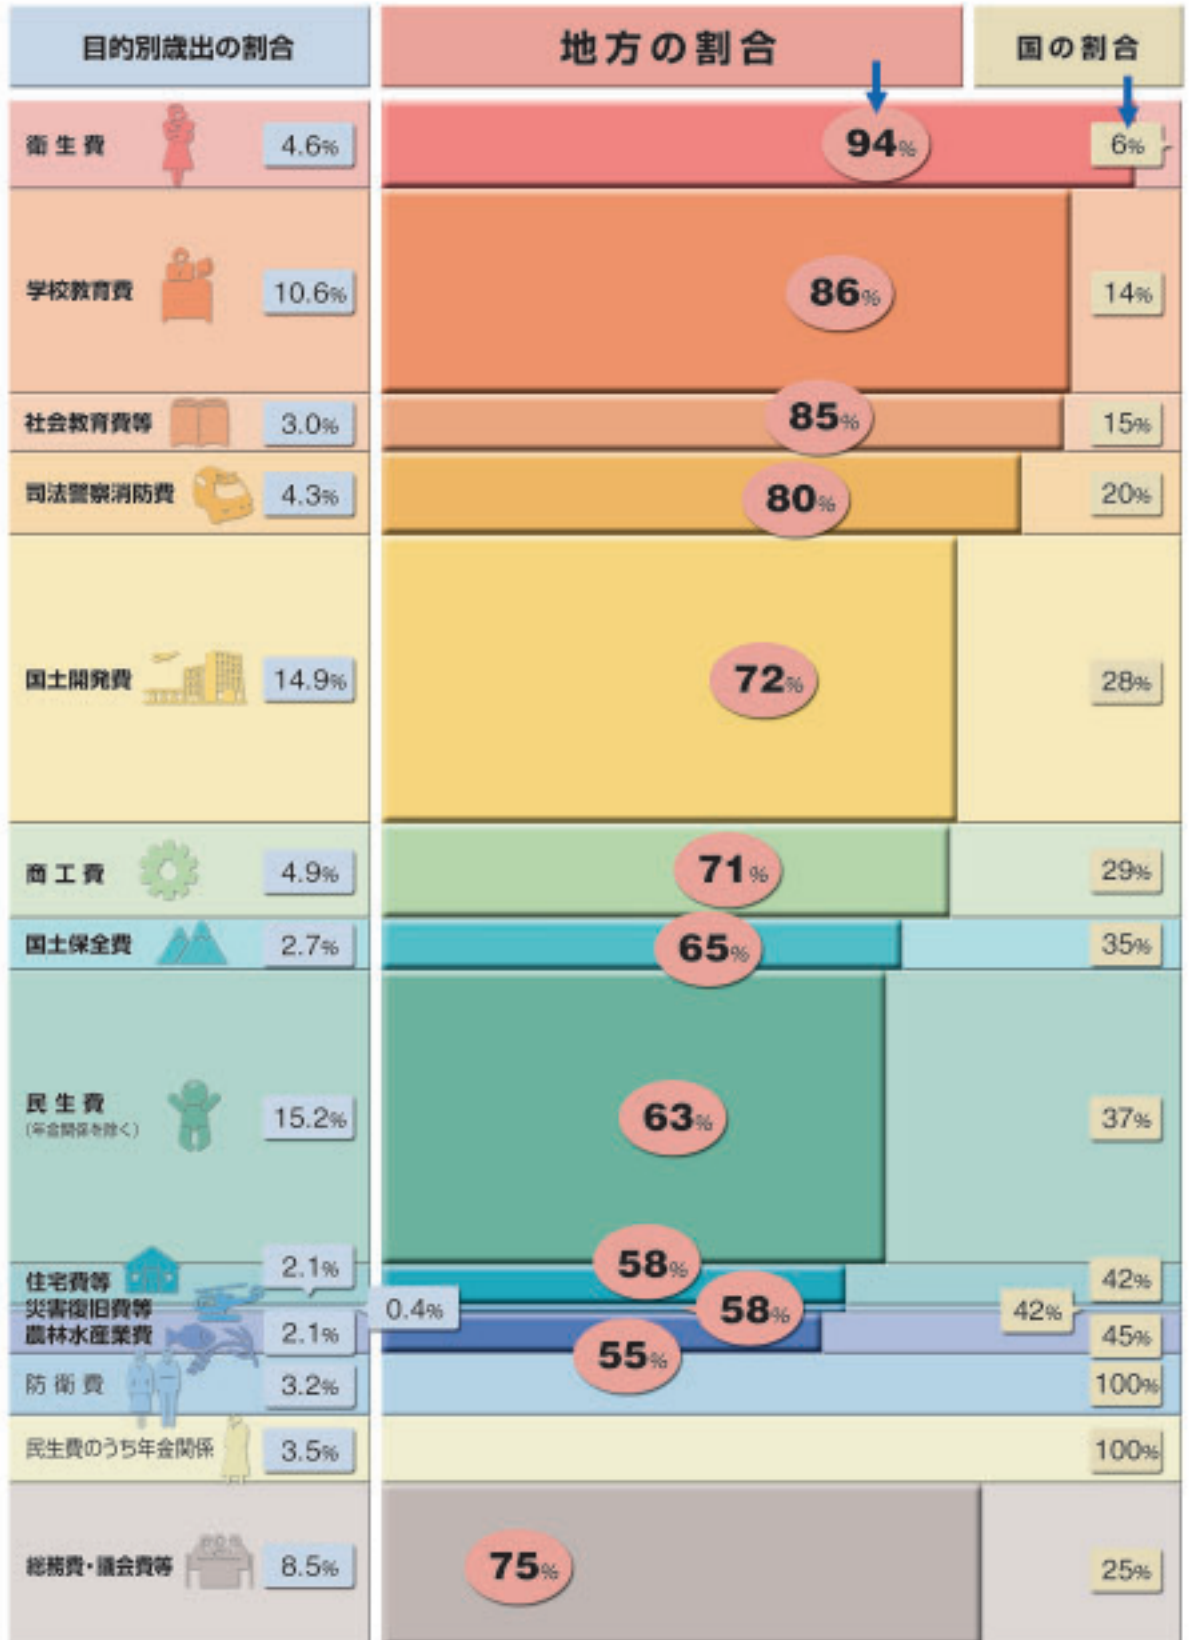 目的別歳出の割合 地方の割合 国の割合
衛生費 4.6% 94% 6%
学校教育費 10.6% 86% 14%
社会教育費等 3.0% 85% 15%
司法警察消防費 4.3% 80% 20%
国土開発費 14.9% 72% 28%
商工費 4.9% 71% 29%
国土保全費 2.7% 65% 35%
民生費 15.2% 63% 37%
(年金関係を除く)
住宅費等 2.1% 58% 42%
災害復旧費等 0.4% 58% 42%
農林水産業費 2.1% 55% 45%
防衛費 3.2% 100%
民生費のうち年金関係 3.5% 100%
総務費・議会費等 8.5% 75% 25%